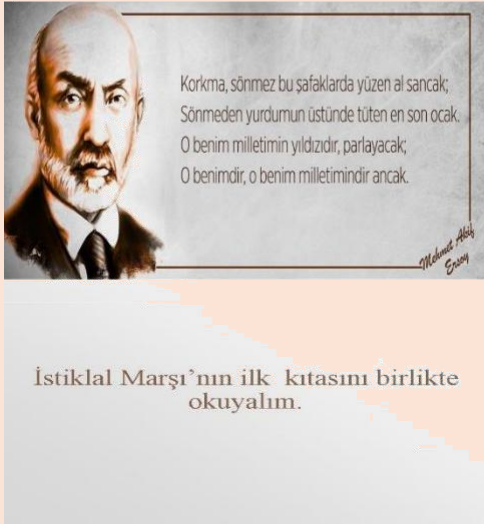 Korkma, sönmez bu şafaklarda yüzen al sancak;
Sönmeden yurdumun üstünde tüten en son ocak.
O benim milletimin yıldızıdır, parlayacak;
O benimdir, o benim milletimindir ancak.
Mehmet Akif
Ersoy
İstiklal Marşı’nın ilk kıtasını birlikte
okuyalım.